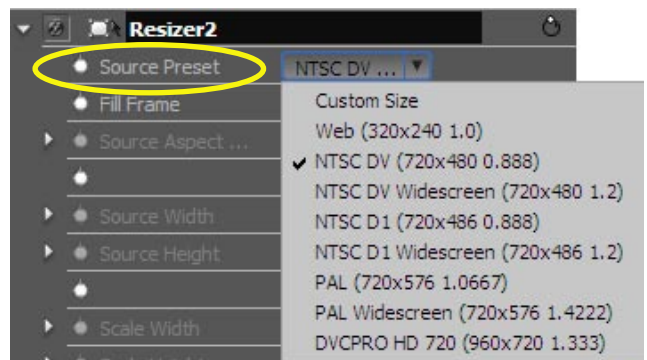 Resizer2
Source Preset
NTSC DV ...
Fill Frame
Source Aspect ...
Source Width
Source Height
Scale Width
Custom Size
Web (320x240 1.0)
NTSC DV (720x480 0.888)
NTSC DV Widescreen (720x480 1.2)
NTSC D1 (720x486 0.888)
NTSC D1 Widescreen (720x486 1.2)
PAL (720x576 1.0667)
PAL Widescreen (720x576 1.4222)
DVCPRO HD 720 (960x720 1.333)